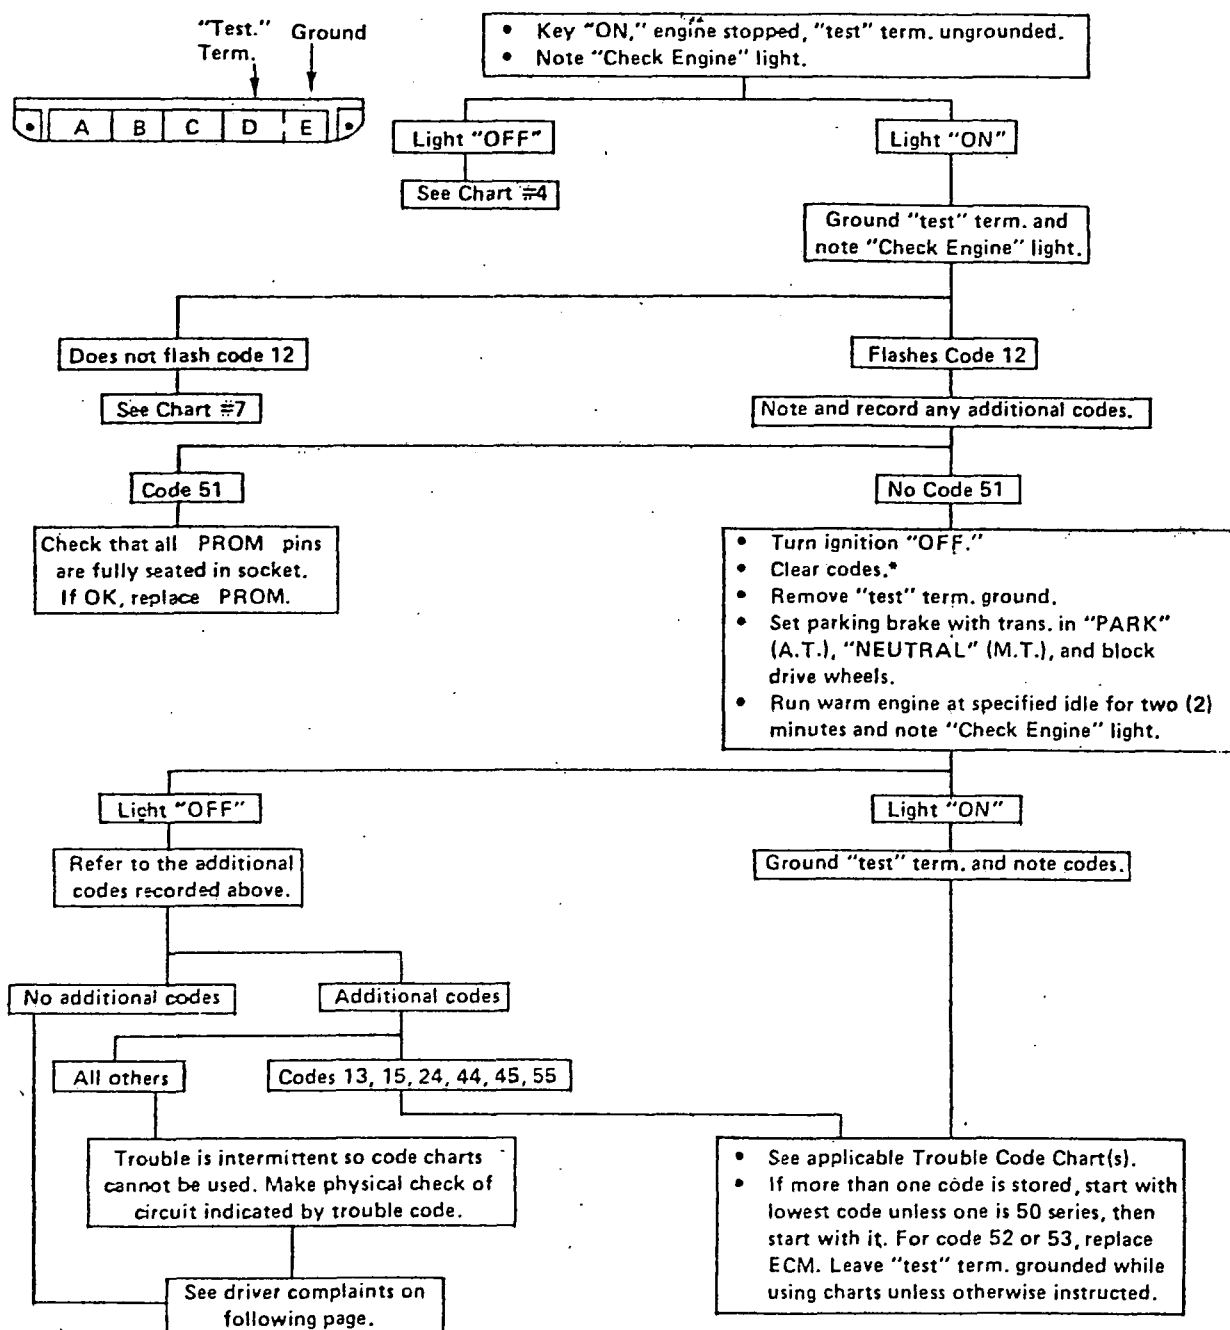 "Test."
Term.
Ground
A B C D E
• Key "ON," engine stopped, "test" term. ungrounded.
• Note "Check Engine" light.
Light "OFF"
Light "ON"
See Chart #4
Ground "test" term. and
note "Check Engine" light.
Does not flash code 12
Flashes Code 12
See Chart #7
Note and record any additional codes.
Code 51
No Code 51
Check that all PROM pins
are fully seated in socket.
If OK, replace PROM.
• Turn ignition "OFF."
• Clear codes.*
• Remove "test" term. ground.
• Set parking brake with trans. in "PARK"
(A.T.), "NEUTRAL" (M.T.), and block
drive wheels.
• Run warm engine at specified idle for two (2)
minutes and note "Check Engine" light.
Light "OFF"
Light "ON"
Refer to the additional
codes recorded above.
Ground "test" term. and note codes.
No additional codes
Additional codes
All others
Codes 13, 15, 24, 44, 45, 55
Trouble is intermittent so code charts
cannot be used. Make physical check of
circuit indicated by trouble code.
• See applicable Trouble Code Chart(s).
• If more than one code is stored, start with
lowest code unless one is 50 series, then
start with it. For code 52 or 53, replace
ECM. Leave "test" term. grounded while
using charts unless otherwise instructed.
See driver complaints on
following page.